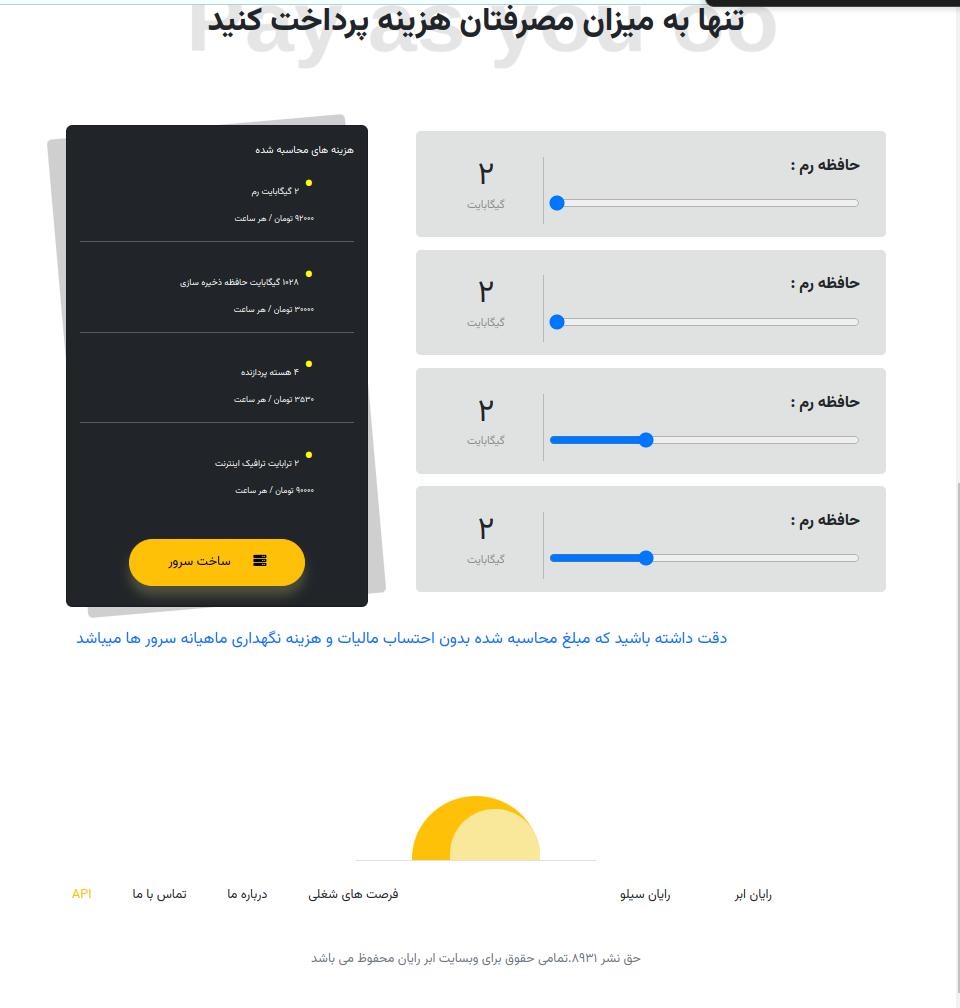 Pay as you Go
تنها به میزان مصرفتان هزینه پرداخت کنید
حافظه رم :
۲
گیگابایت
حافظه رم :
۲
گیگابایت
حافظه رم :
۲
گیگابایت
حافظه رم :
۲
گیگابایت
هزینه های محاسبه شده
۲ گیگابایت رم
۹۲۰۰۰ تومان / هر ساعت
۱۰۲۸ گیگابایت حافظه ذخیره سازی
۳۰۰۰۰ تومان / هر ساعت
۴ هسته پردازنده
۳۵۳۰ تومان / هر ساعت
۲ ترابایت ترافیک اینترنت
۹۰۰۰۰ تومان / هر ساعت
ساخت سرور
دقت داشته باشید که مبلغ محاسبه شده بدون احتساب مالیات و هزینه نگهداری ماهیانه سرور ها میباشد
رایان ابر رایان سیلو فرصت های شغلی درباره ما تماس با ما API
حق نشر ۸۹۳۱.تمامی حقوق برای وبسایت ابر رایان محفوظ می باشد